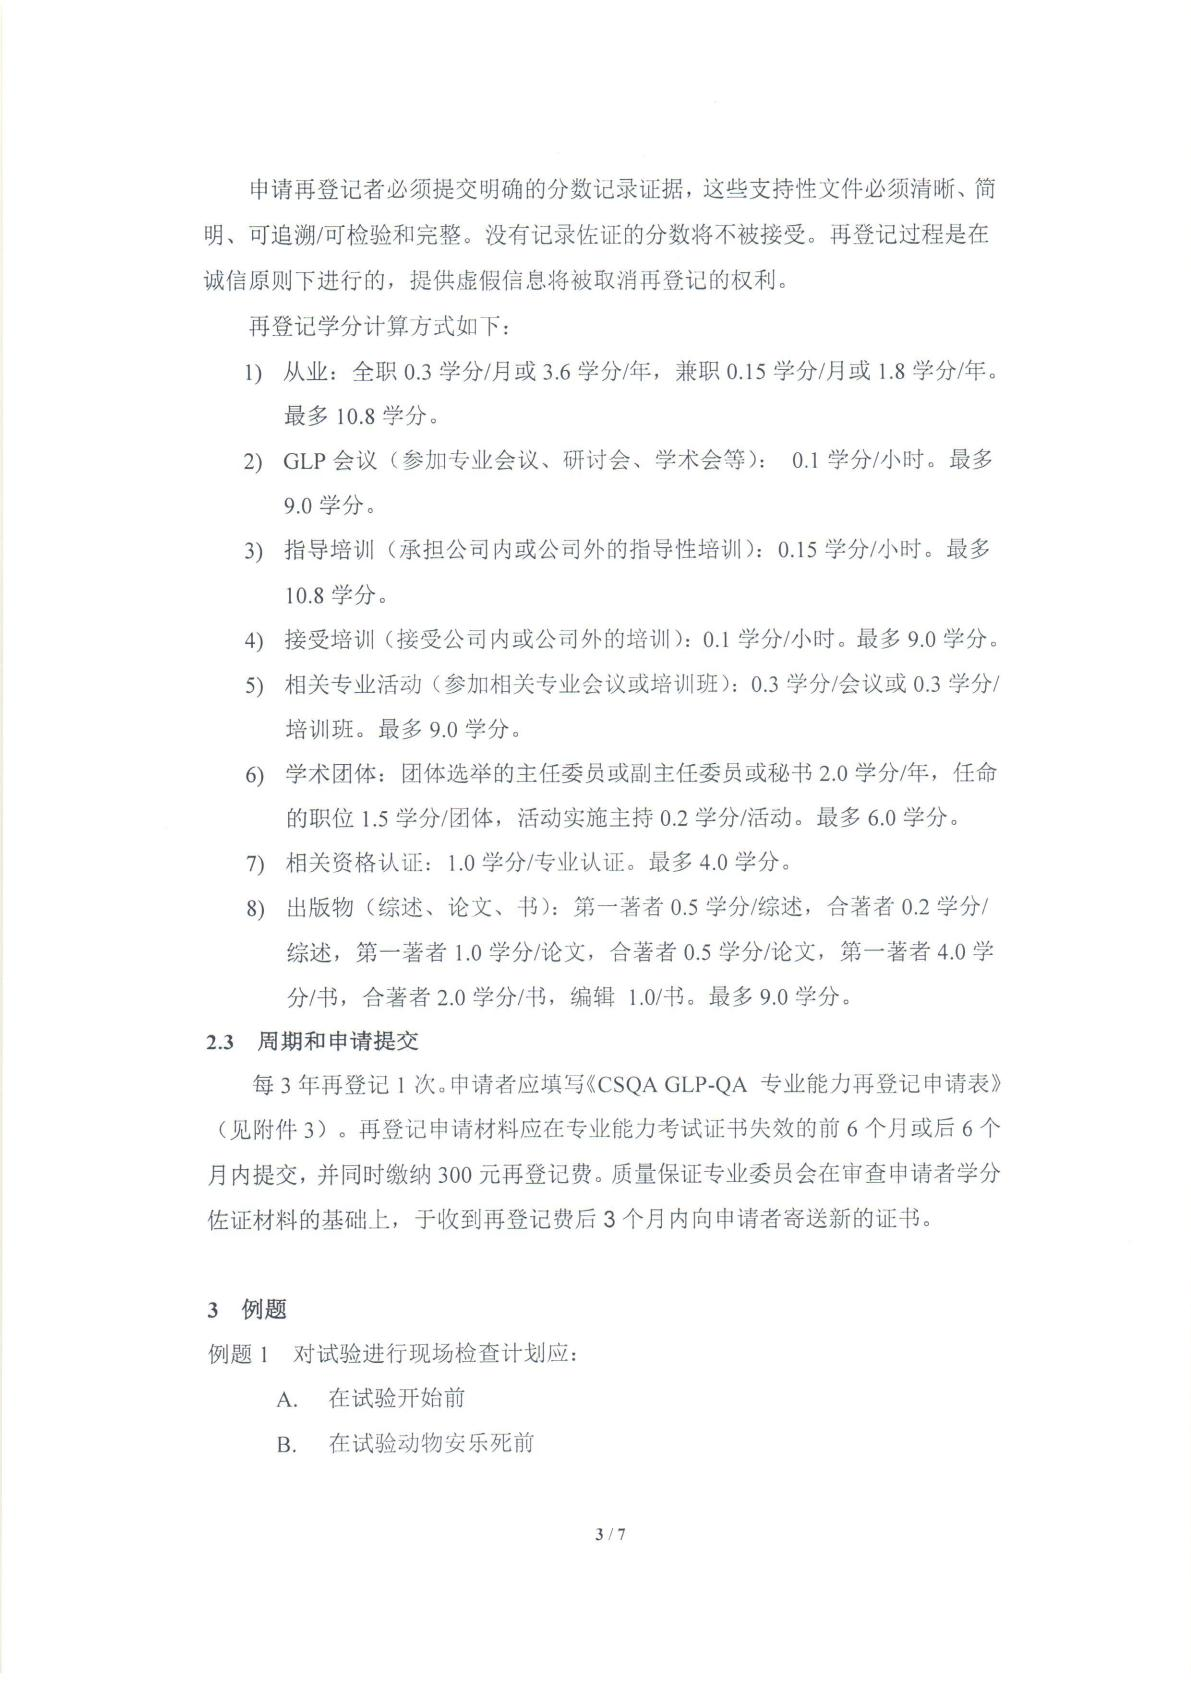 申请再登记者必须提交明确的分数记录证据，这些支持性文件必须清晰、简
明、可追溯/可检验和完整。没有记录佐证的分数将不被接受。再登记过程是在
诚信原则下进行的，提供虚假信息将被取消再登记的权利。
再登记学分计算方式如下：
1) 从业：全职 0.3 学分/月或 3.6 学分/年，兼职 0.15 学分/月或 1.8 学分/年。
最多 10.8 学分。
2) GLP 会议（参加专业会议、研讨会、学术会等）： 0.1 学分/小时。最多
9.0 学分。
3) 指导培训（承担公司内或公司外的指导性培训）：0.15 学分/小时。最多
10.8 学分。
4) 接受培训（接受公司内或公司外的培训）：0.1 学分/小时。最多 9.0 学分。
5) 相关专业活动（参加相关专业会议或培训班）：0.3 学分/会议或 0.3 学分/
培训班。最多 9.0 学分。
6) 学术团体：团体选举的主任委员或副主任委员或秘书 2.0 学分/年，任命
的职位 1.5 学分/团体，活动实施主持 0.2 学分/活动。最多 6.0 学分。
7) 相关资格认证：1.0 学分/专业认证。最多 4.0 学分。
8) 出版物（综述、论文、书）：第一著者 0.5 学分/综述，合著者 0.2 学分/
综述，第一著者 1.0 学分/论文，合著者 0.5 学分/论文，第一著者 4.0 学
分/书，合著者 2.0 学分/书，编辑 1.0/书。最多 9.0 学分。
2.3 周期和申请提交
每 3 年再登记 1 次。申请者应填写《CSQA GLP-QA 专业能力再登记申请表》
（见附件 3）。再登记申请材料应在专业能力考试证书失效的前 6 个月或后 6 个
月内提交，并同时缴纳 300 元再登记费。质量保证专业委员会在审查申请者学分
佐证材料的基础上，于收到再登记费后 3 个月内向申请者寄送新的证书。
3 例题
例题 1 对试验进行现场检查计划应：
A. 在试验开始前
B. 在试验动物安乐死前
3 / 7